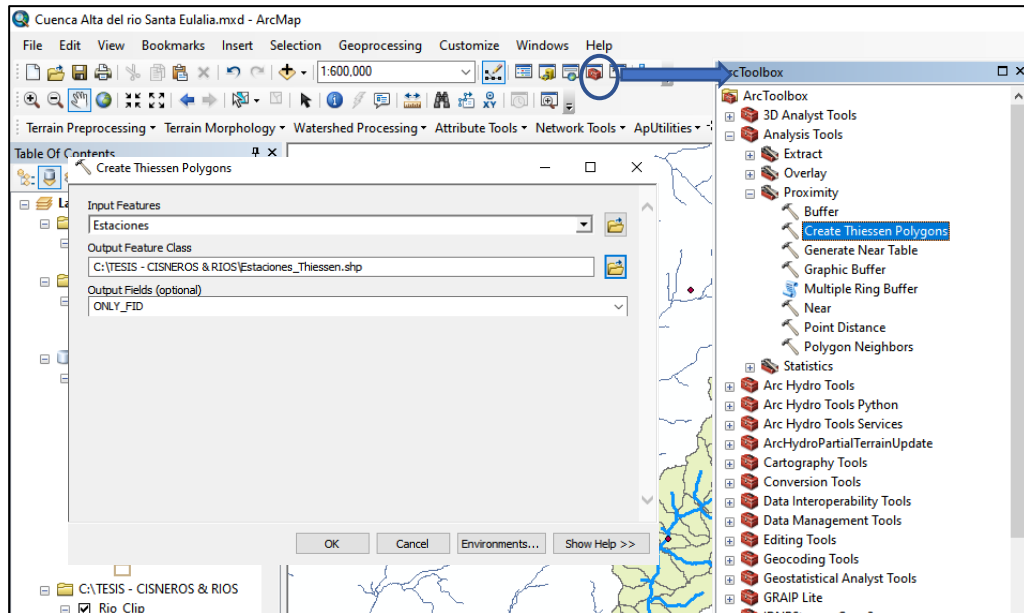 Cuenca Alta del rio Santa Eulalia.mxd - ArcMap
File Edit View Bookmarks Insert Selection Geoprocessing Customize Windows Help
1:600,000
Terrain Preprocessing Terrain Morphology Watershed Processing Attribute Tools Network Tools ApUtilities
Table Of Contents
La
C:\TESIS - CISNEROS & RIOS
Rio_Clip
Create Thiessen Polygons
Input Features
Estaciones
Output Feature Class
C:\TESIS - CISNEROS & RIOS\Estaciones_Thiessen.shp
Output Fields (optional)
ONLY_FID
OK Cancel Environments... Show Help >>
rcToolbox
ArcToolbox
3D Analyst Tools
Analysis Tools
Extract
Overlay
Proximity
Buffer
Create Thiessen Polygons
Generate Near Table
Graphic Buffer
Multiple Ring Buffer
Near
Point Distance
Polygon Neighbors
Statistics
Arc Hydro Tools
Arc Hydro Tools Python
Arc Hydro Tools Services
ArcHydroPartialTerrainUpdate
Cartography Tools
Conversion Tools
Data Interoperability Tools
Data Management Tools
Editing Tools
Geocoding Tools
Geostatistical Analyst Tools
GRAIP Lite